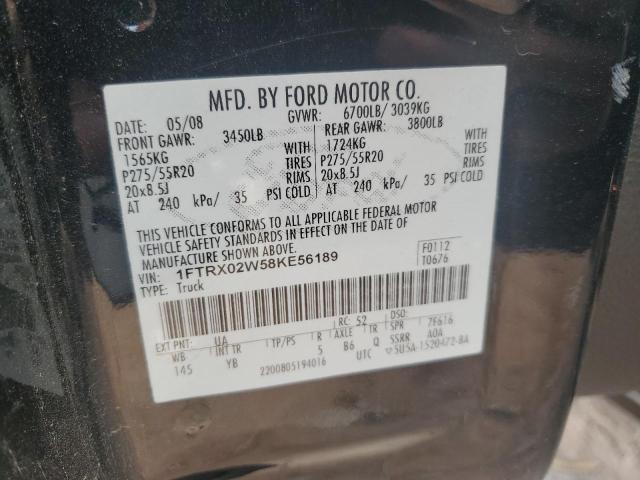 MFD. BY FORD MOTOR CO.
DATE: 05/08 GVWR: 6700LB/ 3039KG
FRONT GAWR: 3450LB REAR GAWR: 3800LB
1565KG WITH 1724KG WITH
P275/55R20 TIRES P275/55R20 TIRES
20x8.5J RIMS 20x8.5J RIMS
AT 240 kPa/ 35 PSI COLD AT 240 kPa/ 35 PSI COLD
THIS VEHICLE CONFORMS TO ALL APPLICABLE FEDERAL MOTOR
VEHICLE SAFETY STANDARDS IN EFFECT ON THE DATE OF
MANUFACTURE SHOWN ABOVE.
VIN: 1FTRX02W58KE56189 F0112
TYPE: Truck T0676
EXT PNT: UA RC: 52 DSO:
WB INT TR TP/PS R AXLE TR SPR 7F616
145 YB 5 B6 Q SSRR AOA
2200805194016 UTC 5U5A-1520472-BA